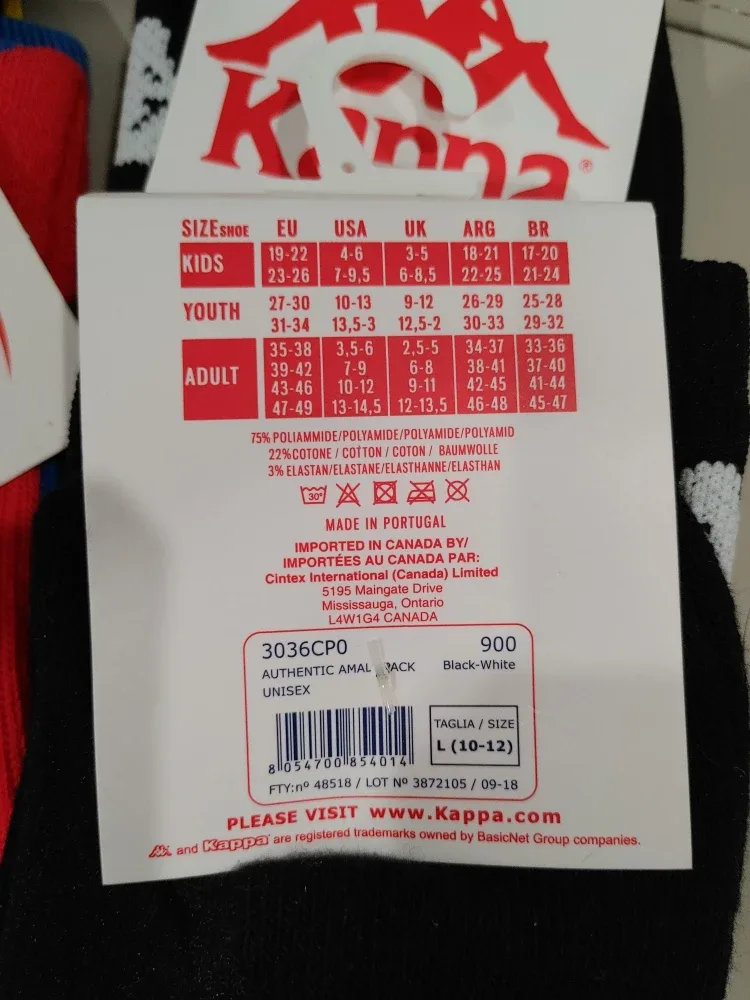 Kappa®
SIZE SHOE EU USA UK ARG BR
KIDS 19-22 4-6 3-5 18-21 17-20
23-26 7-9,5 6-8,5 22-25 21-24
YOUTH 27-30 10-13 9-12 26-29 25-28
31-34 13,5-3 12,5-2 30-33 29-32
ADULT 35-38 3,5-6 2,5-5 34-37 33-36
39-42 7-9 6-8 38-41 37-40
43-46 10-12 9-11 42-45 41-44
47-49 13-14,5 12-13,5 46-48 45-47
75% POLIAMMIDE/POLYAMIDE/POLYAMIDE/POLYAMID
22%COTONE / COTTON / COTON / BAUMWOLLE
3% ELASTAN/ELASTANE/ELASTHANNE/ELASTHAN
30°
MADE IN PORTUGAL
IMPORTED IN CANADA BY/
IMPORTÉES AU CANADA PAR:
Cintex International (Canada) Limited
5195 Maingate Drive
Mississauga, Ontario
L4W1G4 CANADA
3036CP0 900
AUTHENTIC AMAL PACK Black-White
UNISEX
TAGLIA / SIZE
L (10-12)
8 054700 854014
FTY:nº 48518 / LOT Nº 3872105 / 09-18
PLEASE VISIT www.Kappa.com
and Kappa are registered trademarks owned by BasicNet Group companies.